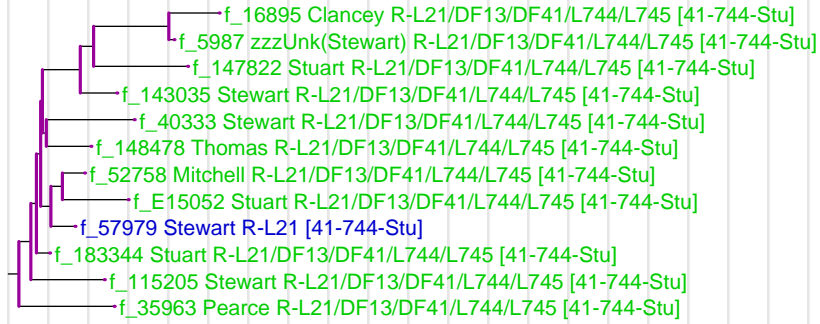 f_16895 Clancey R-L21/DF13/DF41/L744/L745 [41-744-Stu]
f_5987 zzzUnk(Stewart) R-L21/DF13/DF41/L744/L745 [41-744-Stu]
f_147822 Stuart R-L21/DF13/DF41/L744/L745 [41-744-Stu]
f_143035 Stewart R-L21/DF13/DF41/L744/L745 [41-744-Stu]
f_40333 Stewart R-L21/DF13/DF41/L744/L745 [41-744-Stu]
f_148478 Thomas R-L21/DF13/DF41/L744/L745 [41-744-Stu]
f_52758 Mitchell R-L21/DF13/DF41/L744/L745 [41-744-Stu]
f_E15052 Stuart R-L21/DF13/DF41/L744/L745 [41-744-Stu]
f_57979 Stewart R-L21 [41-744-Stu]
f_183344 Stuart R-L21/DF13/DF41/L744/L745 [41-744-Stu]
f_115205 Stewart R-L21/DF13/DF41/L744/L745 [41-744-Stu]
f_35963 Pearce R-L21/DF13/DF41/L744/L745 [41-744-Stu]